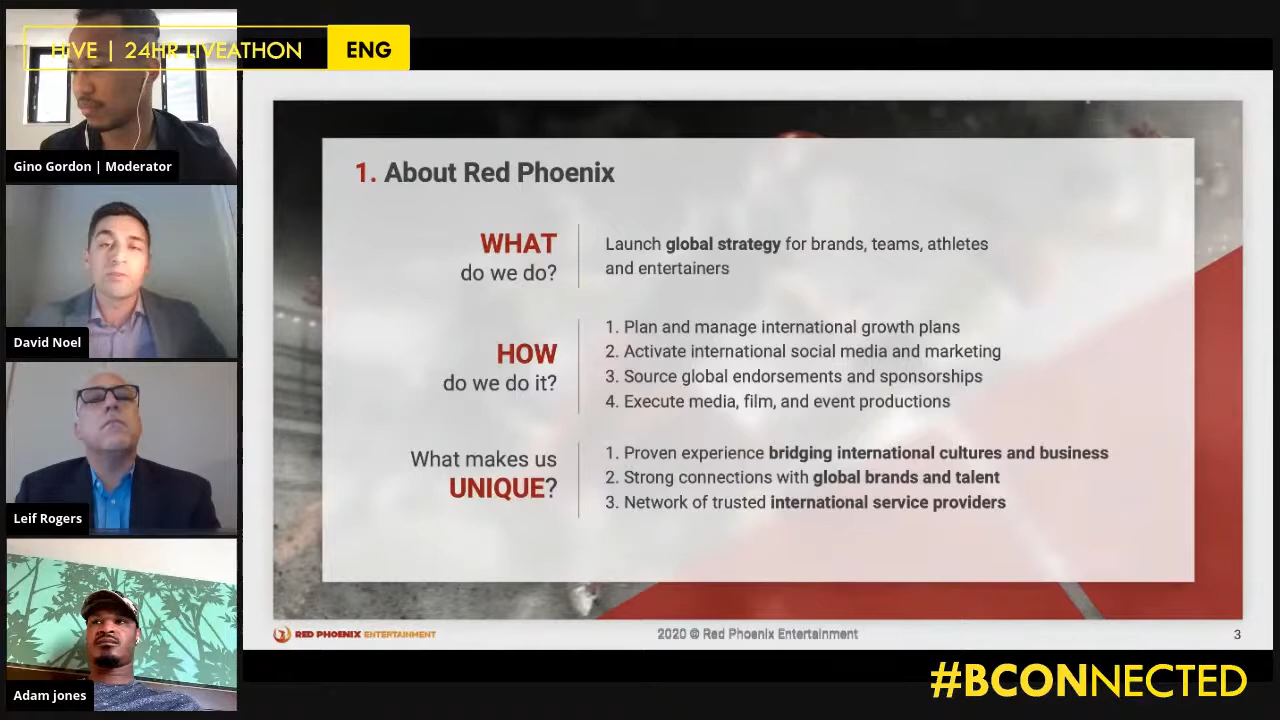 HIVE | 24HR LIVEATHON
ENG
Gino Gordon | Moderator
David Noel
Leif Rogers
Adam jones
1. About Red Phoenix
WHAT
do we do?
Launch global strategy for brands, teams, athletes
and entertainers
HOW
do we do it?
1. Plan and manage international growth plans
2. Activate international social media and marketing
3. Source global endorsements and sponsorships
4. Execute media, film, and event productions
What makes us
UNIQUE?
1. Proven experience bridging international cultures and business
2. Strong connections with global brands and talent
3. Network of trusted international service providers
RED PHOENIX ENTERTAINMENT
2020 © Red Phoenix Entertainment
3
#BCONNECTED